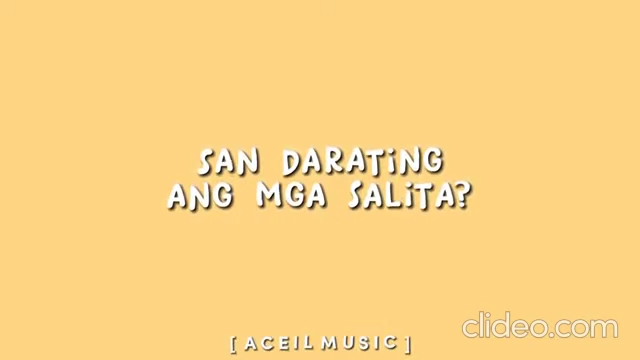 SAN DARATING
ANG MGA SALITA?
[ ACEIL MUSIC ]
clideo.com